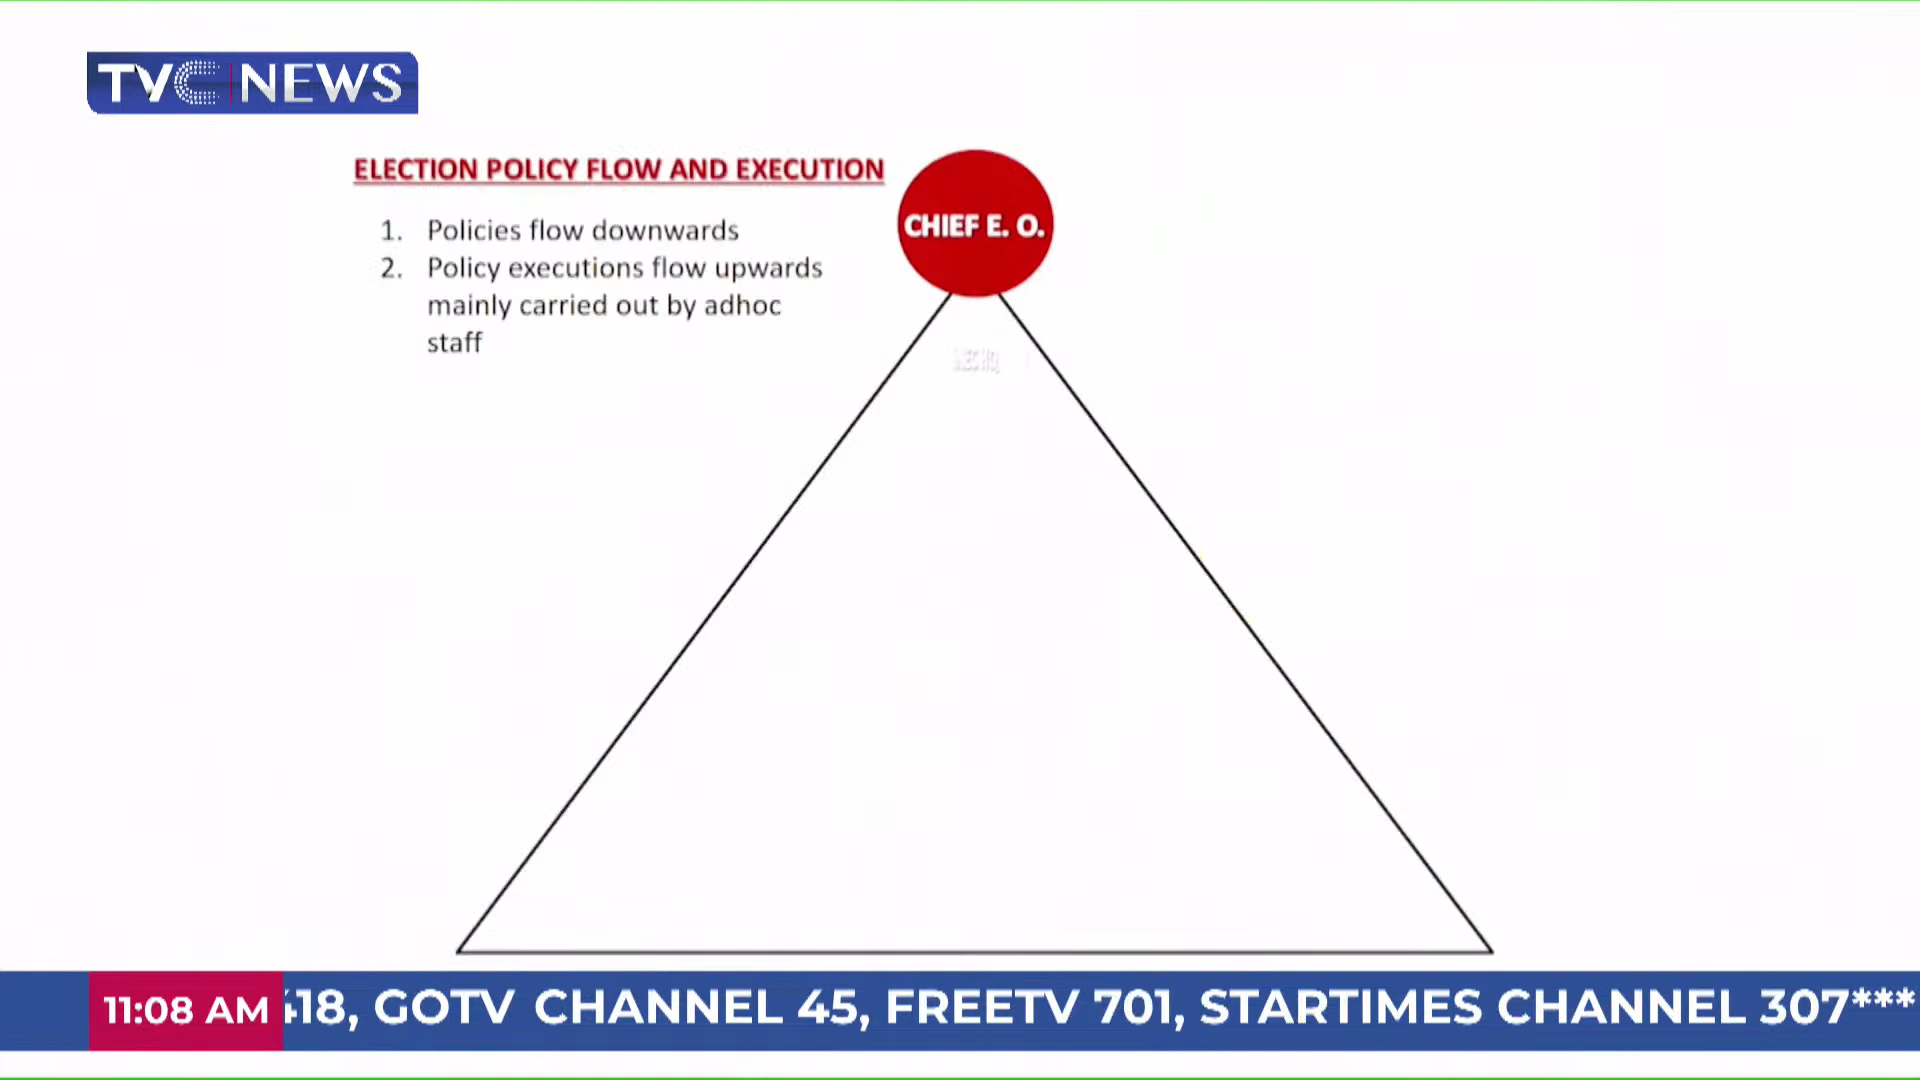 TVC NEWS
ELECTION POLICY FLOW AND EXECUTION
1. Policies flow downwards
2. Policy executions flow upwards
mainly carried out by adhoc
staff
CHIEF E. O.
11:08 AM
418, GOTV CHANNEL 45, FREETV 701, STARTIMES CHANNEL 307***